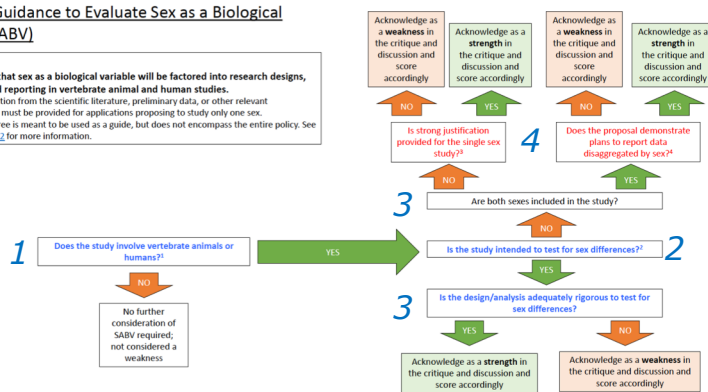 Guidance to Evaluate Sex as a Biological
ABV)
that sex as a biological variable will be factored into research designs,
reporting in vertebrate animal and human studies.
tion from the scientific literature, preliminary data, or other relevant
must be provided for applications proposing to study only one sex.
ree is meant to be used as a guide, but does not encompass the entire policy. See
2 for more information.
Acknowledge as
a weakness in
the critique and
discussion and
score
accordingly
Acknowledge as a
strength in
the critique and
discussion and
score accordingly
Acknowledge as
a weakness in
the critique and
discussion and
score
accordingly
Acknowledge as a
strength in
the critique and
discussion and
score accordingly
NO
YES
NO
YES
Is strong justification
provided for the single sex
study?³
4
Does the proposal demonstrate
plans to report data
disaggregated by sex?⁴
NO
YES
3
Are both sexes included in the study?
NO
1
Does the study involve vertebrate animals or
humans?¹
YES
Is the study intended to test for sex differences?²
2
NO
YES
No further
consideration of
SABV required;
not considered a
weakness
3
Is the design/analysis adequately rigorous to test for
sex differences?
YES
NO
Acknowledge as a strength in
the critique and discussion and
score accordingly
Acknowledge as a weakness in
the critique and discussion and
score accordingly